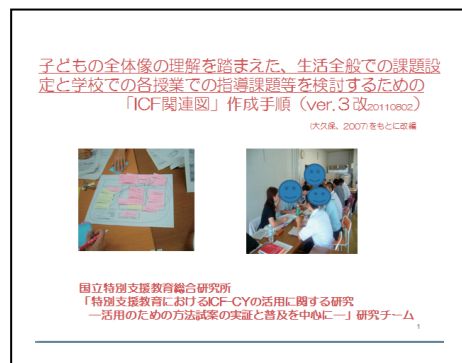 子どもの全体像の理解を踏まえた、生活全般での課題設
定と学校での各授業での指導課題等を検討するための
「ICF関連図」作成手順（ver.３改20110802）
(大久保、2007)をもとに改編
国立特別支援教育総合研究所
「特別支援教育におけるICF-CYの活用に関する研究
―活用のための方法試案の実証と普及を中心に―」研究チーム
1